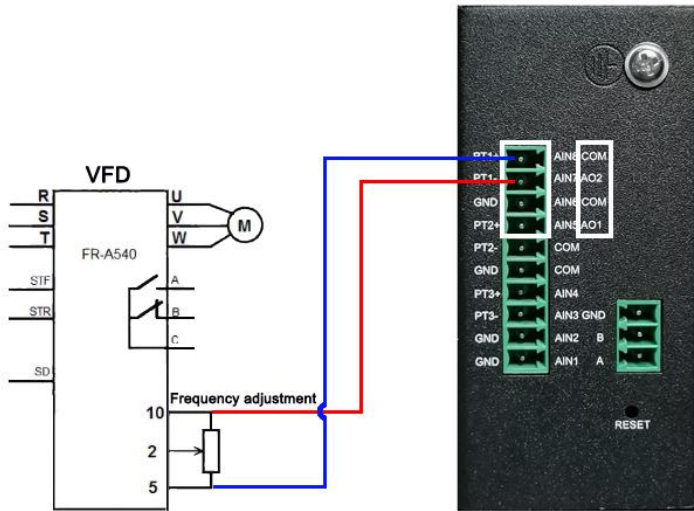 VFD
R
S
T
U
V
W
M
FR-A540
STF
STR
SD
A
B
C
Frequency adjustment
10
2
5
PT1+ AIN8 COM
PT1- AIN7 AO2
GND AIN6 COM
PT2+ AIN5 AO1
PT2- COM
GND COM
PT3+ AIN4
PT3- AIN3 GND
GND AIN2 B
GND AIN1 A
RESET